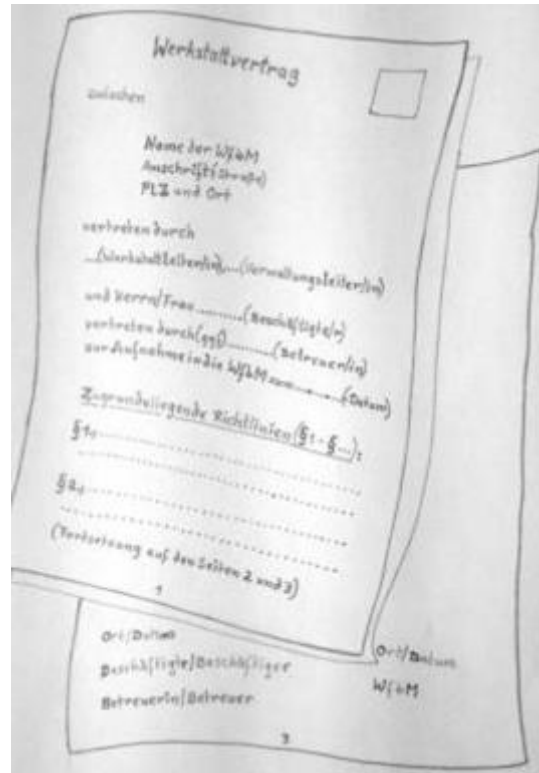 Werkstattvertrag
zwischen
Name der WfbM
Anschrift (Straße)
PLZ und Ort
vertreten durch
...(Werkstattleiter/in),...(Verwaltungsleiter/in)
und Herrn/Frau..........(Beschäftigte/r)
vertreten durch (ggf.)..........(Betreuer/in)
zur Aufnahme in die WfbM zum..........(Datum)
Zugrundeliegende Richtlinien (§1 - §...):
§1,........................................
........................................
§2,........................................
........................................
(Fortsetzung auf den Seiten 2 und 3)
1
Ort/Datum
Beschäftigte/Beschäftiger
Betreuerin/Betreuer
Ort/Datum
WfbM
3